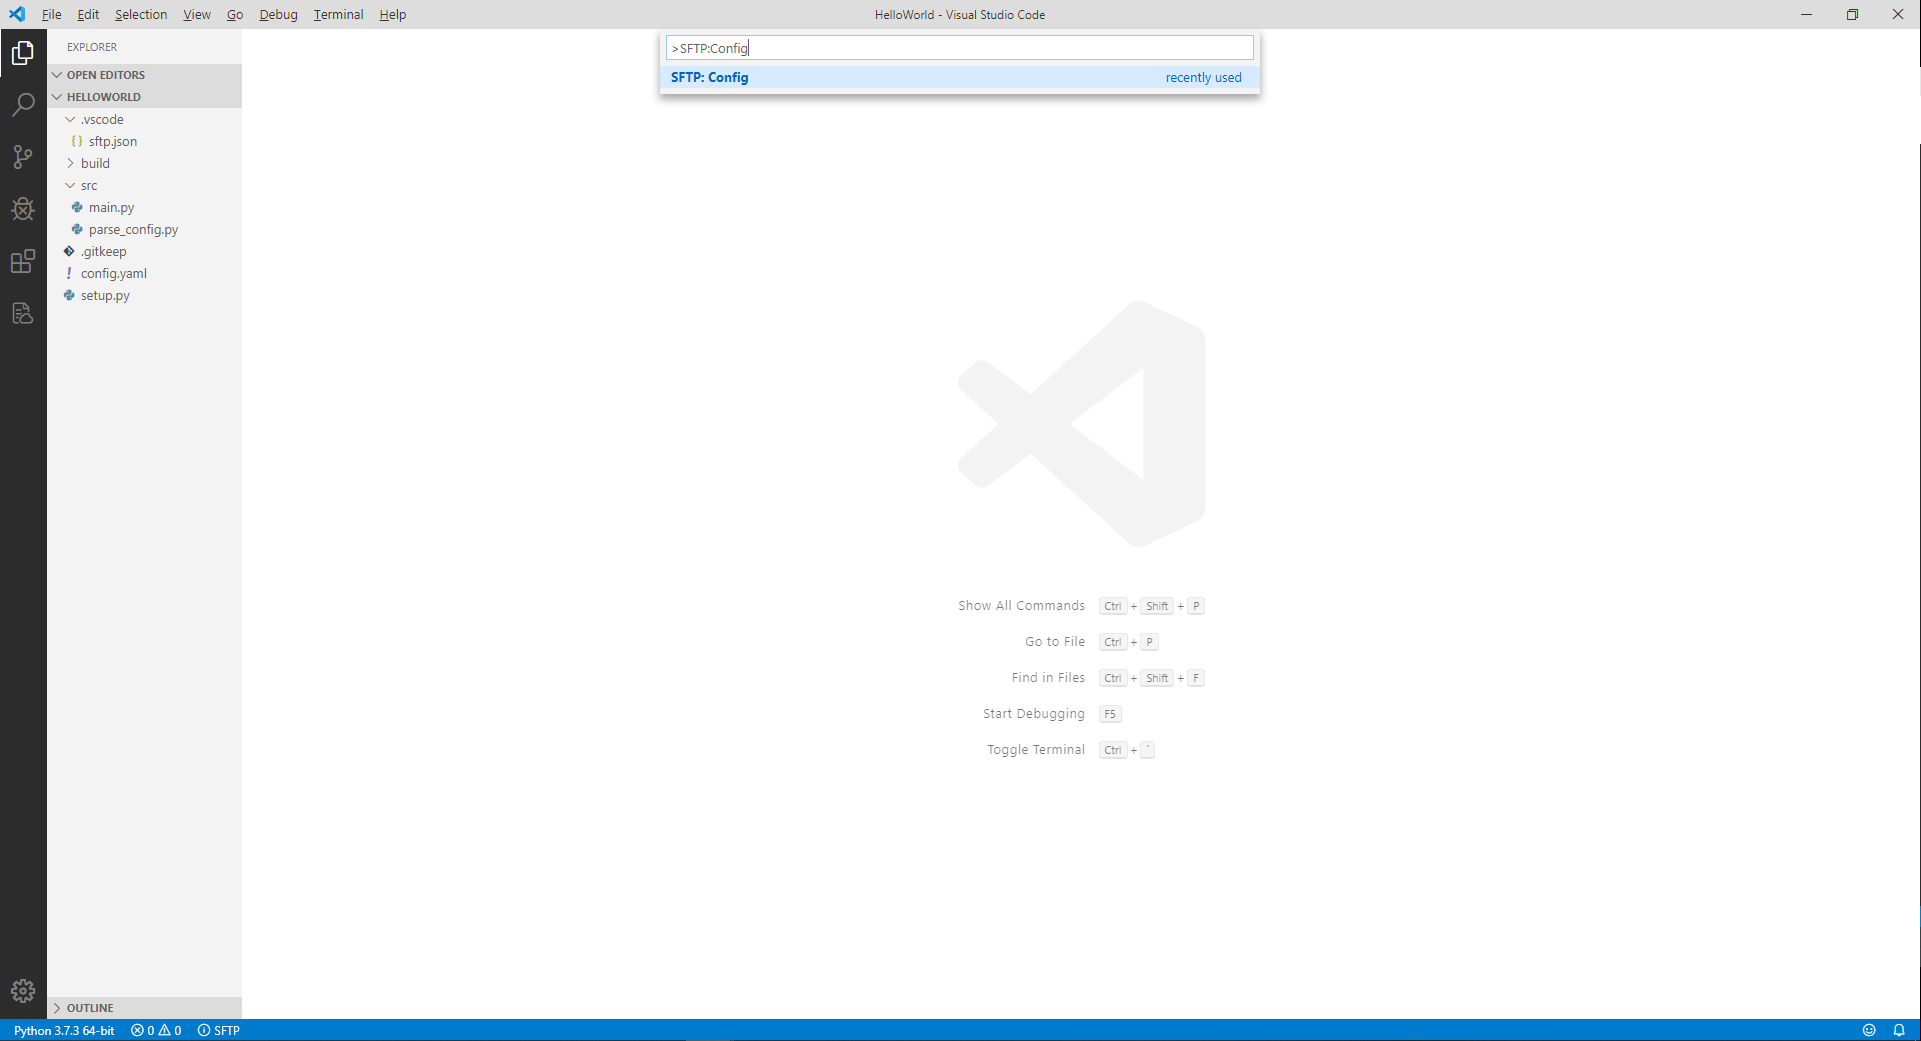 File Edit Selection View Go Debug Terminal Help
HelloWorld - Visual Studio Code
EXPLORER
>SFTP:Config
SFTP: Config recently used
OPEN EDITORS
HELLOWORLD
.vscode
{} sftp.json
build
src
main.py
parse_config.py
.gitkeep
! config.yaml
setup.py
Show All Commands Ctrl + Shift + P
Go to File Ctrl + P
Find in Files Ctrl + Shift + F
Start Debugging F5
Toggle Terminal Ctrl + `
OUTLINE
Python 3.7.3 64-bit 0 0 SFTP